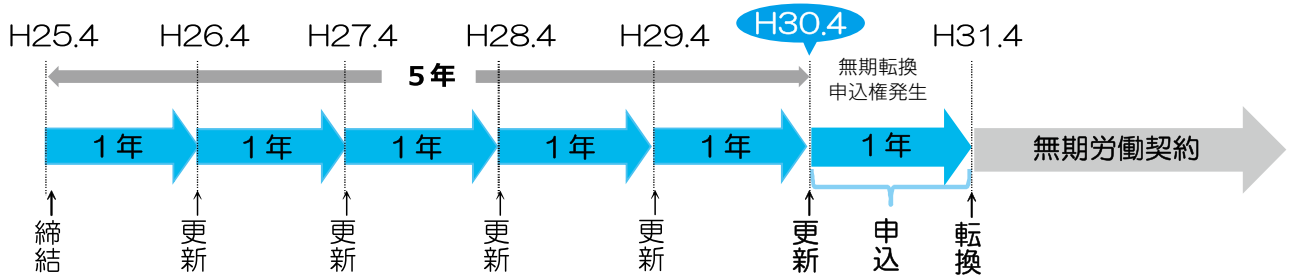 H25.4 H26.4 H27.4 H28.4 H29.4 H30.4 H31.4
5年
無期転換
申込権発生
1年 1年 1年 1年 1年 1年 無期労働契約
締結 更新 更新 更新 更新 更新 申込 転換